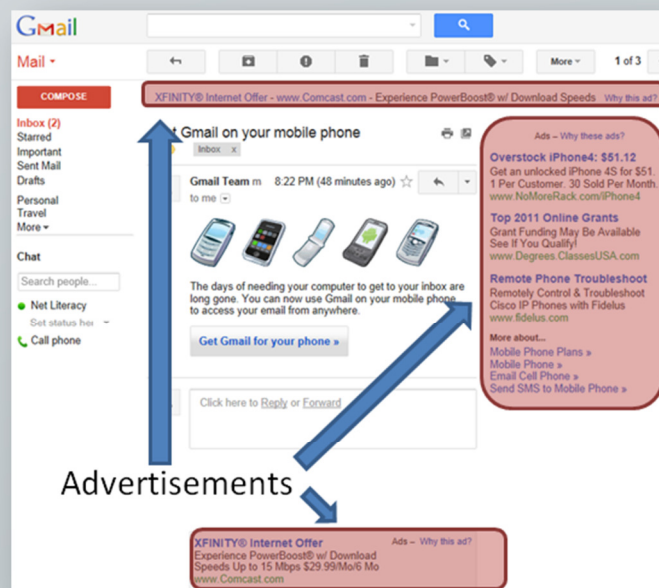 Gmail
Mail
More
1 of 3
COMPOSE
XFINITY® Internet Offer - www.Comcast.com - Experience PowerBoost® w/ Download Speeds Why this ad?
Inbox (2)
Starred
Important
Sent Mail
Drafts
Personal
Travel
More
Chat
Search people...
Net Literacy
Set status her
Call phone
t Gmail on your mobile phone
Inbox x
Gmail Team m 8:22 PM (48 minutes ago)
to me
The days of needing your computer to get to your inbox are
long gone. You can now use Gmail on your mobile phone
to access your email from anywhere.
Get Gmail for your phone »
Click here to Reply or Forward
Ads – Why these ads?
Overstock iPhone4: $51.12
Get an unlocked iPhone 4S for $51.
1 Per Customer. 30 Sold Per Month.
www.NoMoreRack.com/iPhone4
Top 2011 Online Grants
Grant Funding May Be Available
See If You Qualify!
www.Degrees.ClassesUSA.com
Remote Phone Troubleshoot
Remotely Control & Troubleshoot
Cisco IP Phones with Fidelus
www.fidelus.com
More about...
Mobile Phone Plans »
Mobile Phone »
Email Cell Phone »
Send SMS to Mobile Phone »
Advertisements
XFINITY® Internet Offer Ads – Why this ad?
Experience PowerBoost® w/ Download
Speeds Up to 15 Mbps $29.99/Mo/6 Mo
www.Comcast.com